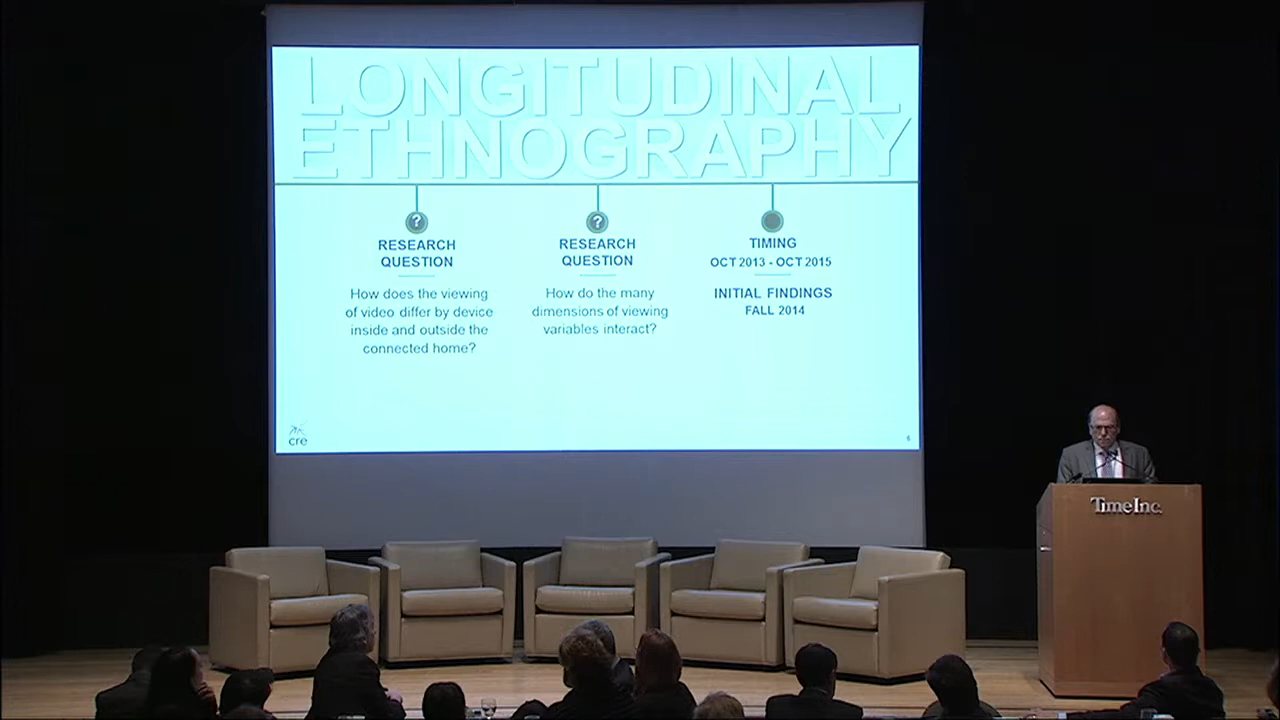 LONGITUDINAL
ETHNOGRAPHY
?
RESEARCH
QUESTION
How does the viewing
of video differ by device
inside and outside the
connected home?
?
RESEARCH
QUESTION
How do the many
dimensions of viewing
variables interact?
TIMING
OCT 2013 - OCT 2015
INITIAL FINDINGS
FALL 2014
cre
6
TimeInc.